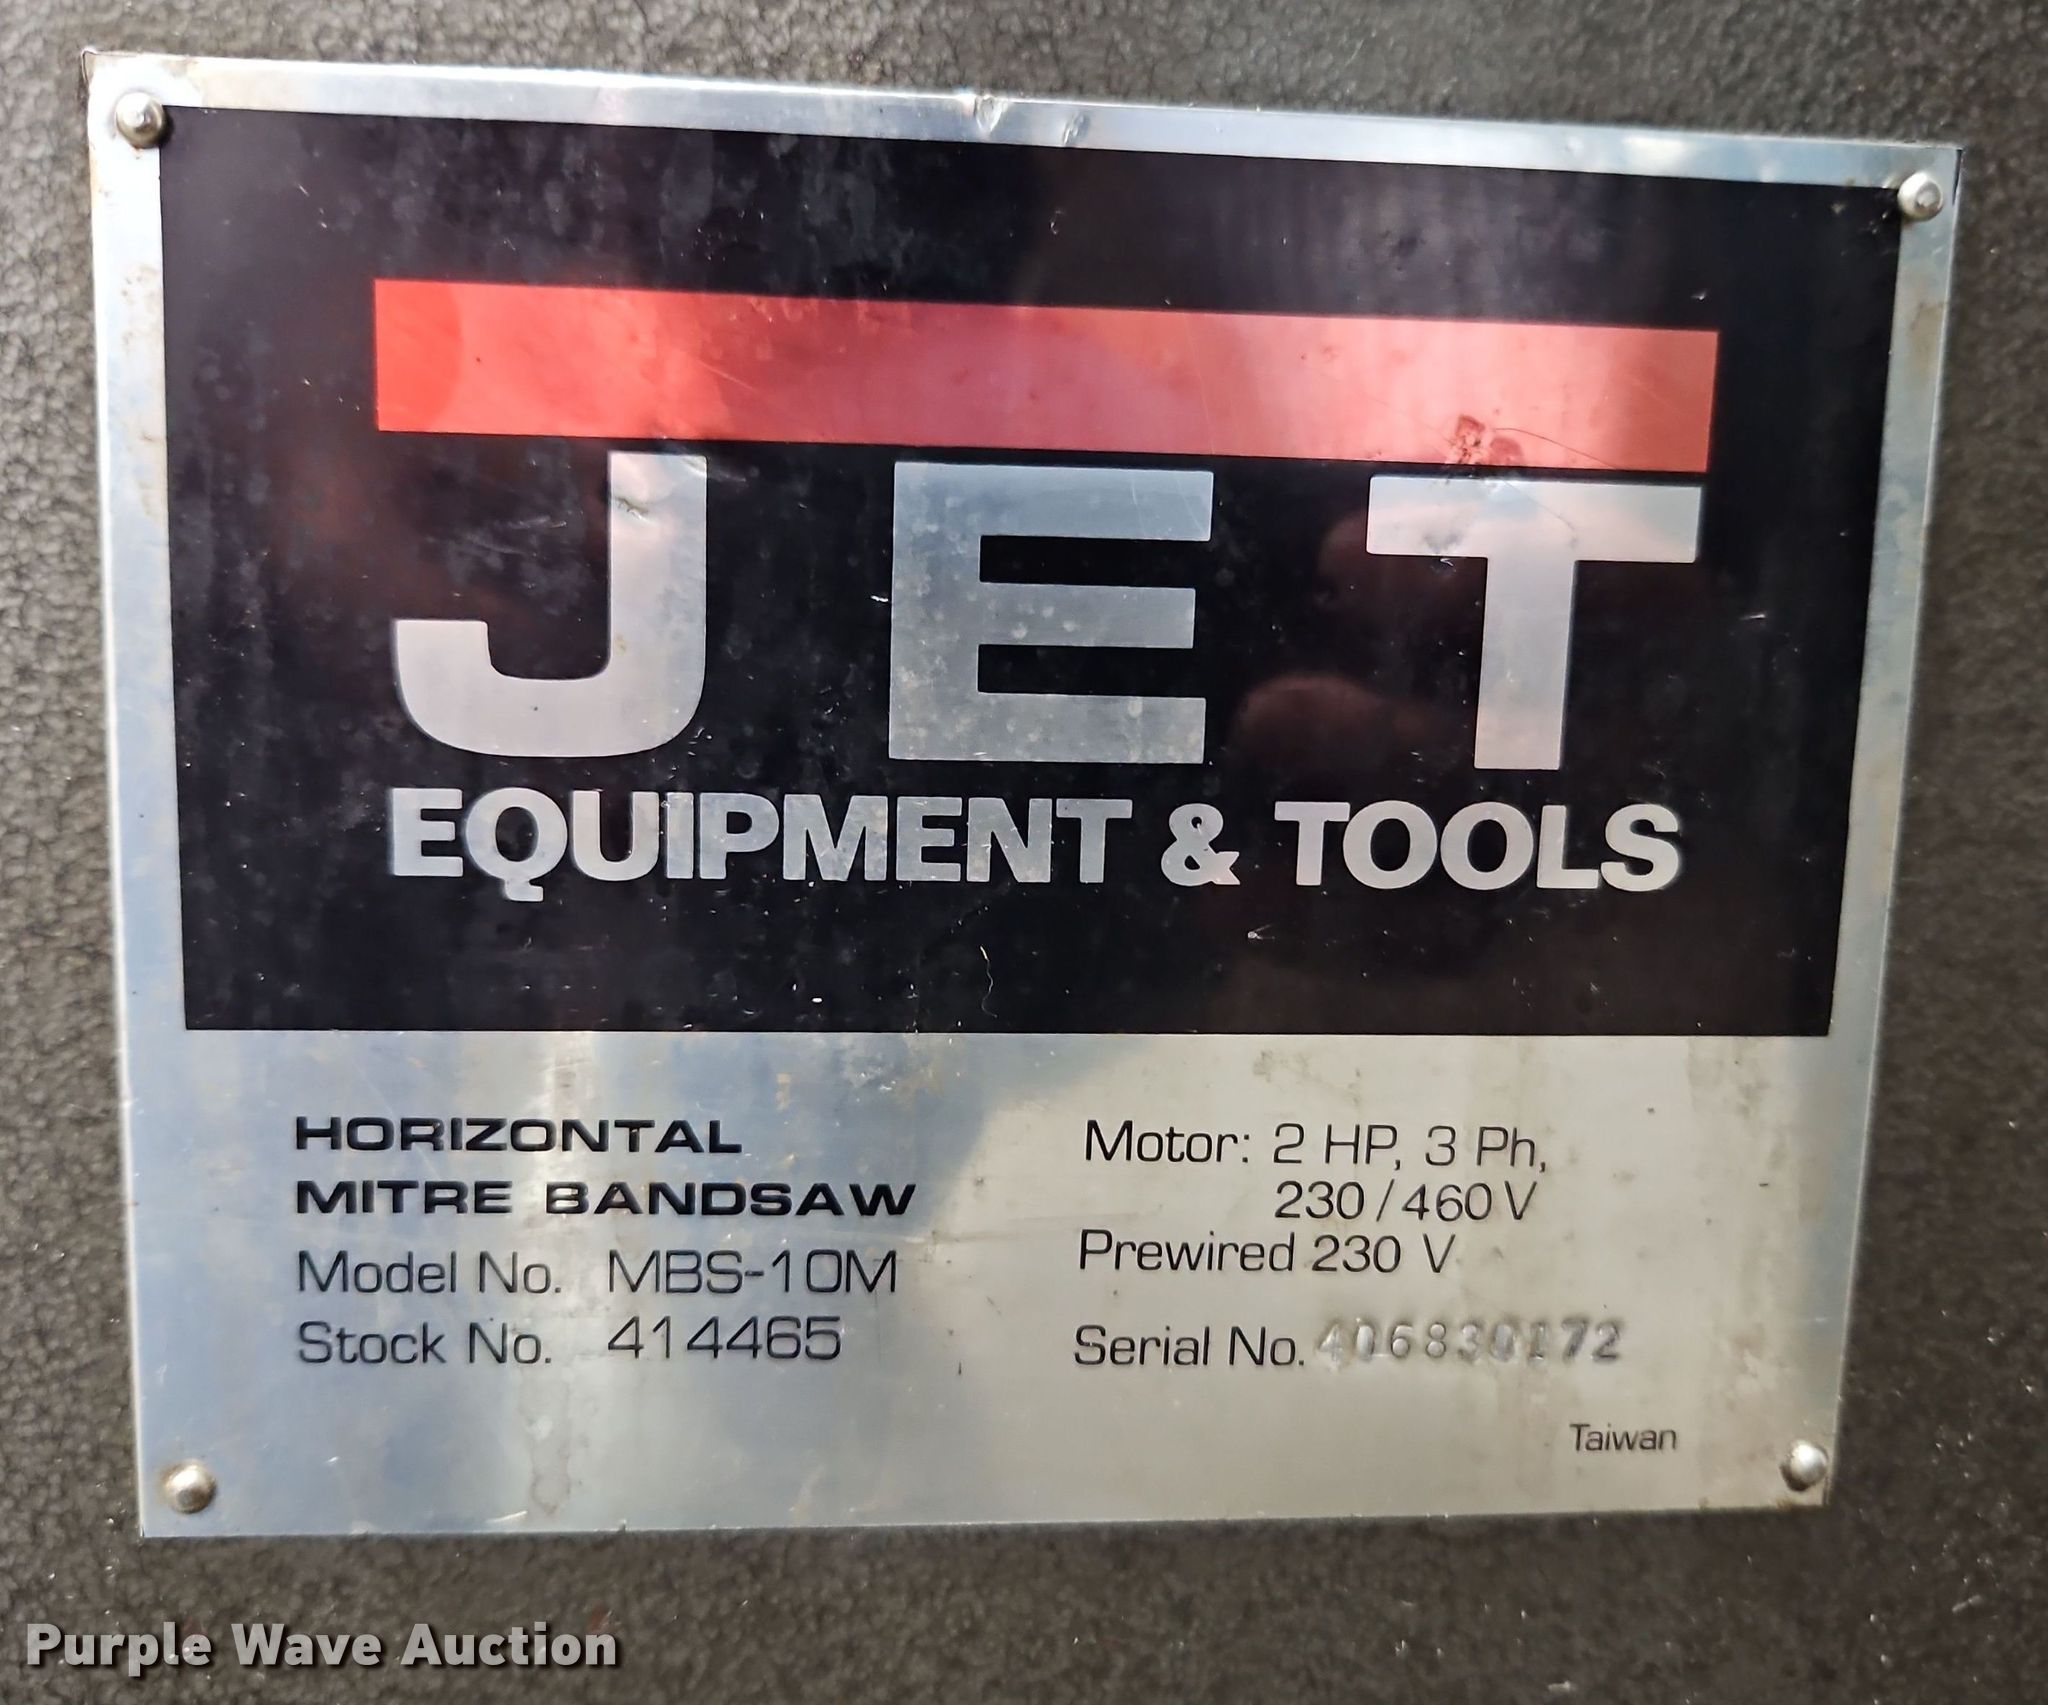 JET
EQUIPMENT & TOOLS
HORIZONTAL
MITRE BANDSAW
Model No. MBS-10M
Stock No. 414465
Motor: 2 HP, 3 Ph,
230/460 V
Prewired 230 V
Serial No. 406830172
Taiwan
Purple Wave Auction